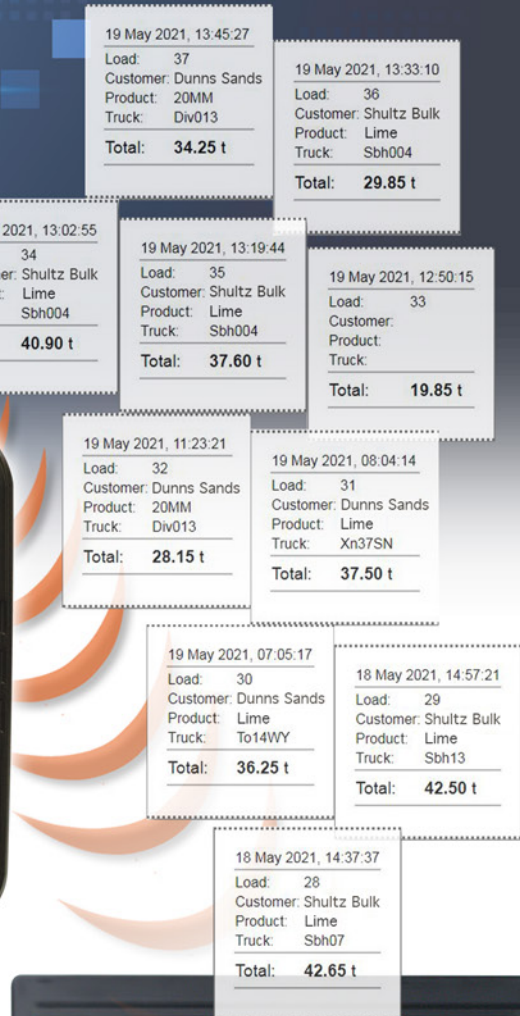 19 May 2021, 13:45:27
Load: 37
Customer: Dunns Sands
Product: 20MM
Truck: Div013
Total: 34.25 t
19 May 2021, 13:33:10
Load: 36
Customer: Shultz Bulk
Product: Lime
Truck: Sbh004
Total: 29.85 t
2021, 13:02:55
34
er: Shultz Bulk
: Lime
Sbh004
40.90 t
19 May 2021, 13:19:44
Load: 35
Customer: Shultz Bulk
Product: Lime
Truck: Sbh004
Total: 37.60 t
19 May 2021, 12:50:15
Load: 33
Customer:
Product:
Truck:
Total: 19.85 t
19 May 2021, 11:23:21
Load: 32
Customer: Dunns Sands
Product: 20MM
Truck: Div013
Total: 28.15 t
19 May 2021, 08:04:14
Load: 31
Customer: Dunns Sands
Product: Lime
Truck: Xn37SN
Total: 37.50 t
19 May 2021, 07:05:17
Load: 30
Customer: Dunns Sands
Product: Lime
Truck: To14WY
Total: 36.25 t
18 May 2021, 14:57:21
Load: 29
Customer: Shultz Bulk
Product: Lime
Truck: Sbh13
Total: 42.50 t
18 May 2021, 14:37:37
Load: 28
Customer: Shultz Bulk
Product: Lime
Truck: Sbh07
Total: 42.65 t